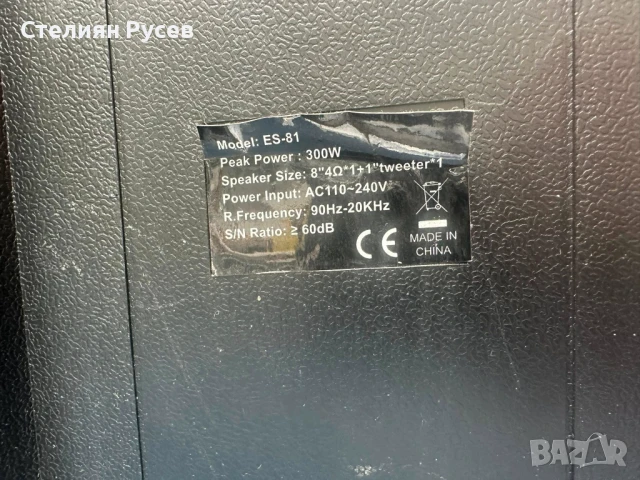 Стелиян Русев
Model: ES-81
Peak Power : 300W
Speaker Size: 8"4Ω*1+1"tweeter*1
Power Input: AC110~240V
R.Frequency: 90Hz-20KHz
S/N Ratio: ≥ 60dB
CE
MADE IN
CHINA
BAZAR